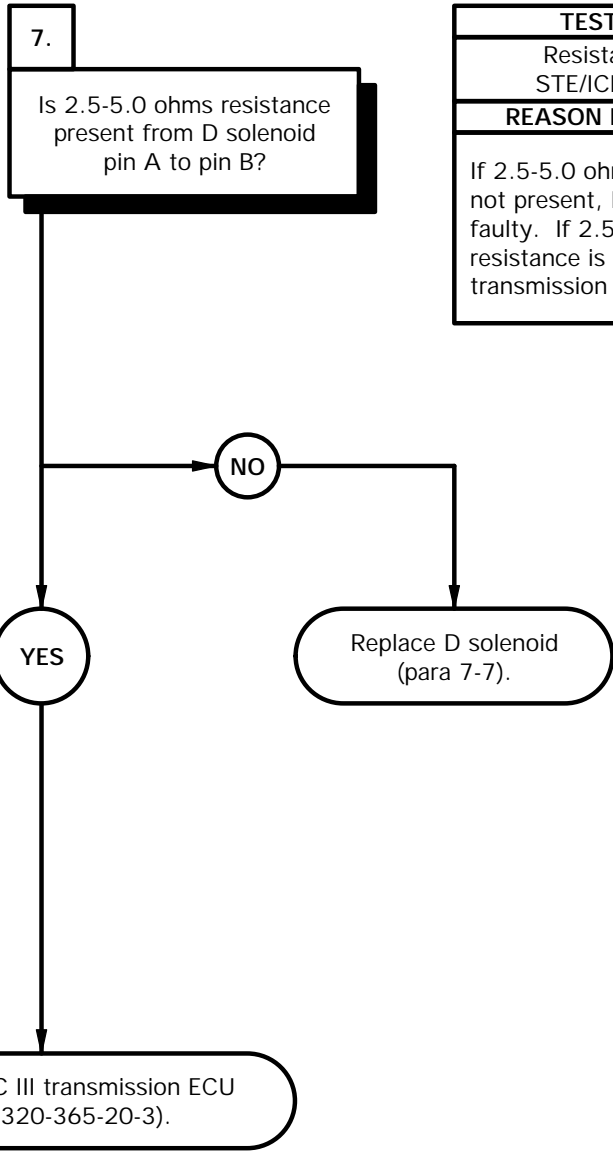 7.
Is 2.5-5.0 ohms resistance
present from D solenoid
pin A to pin B?
TEST
Resista
STE/ICE
REASON
If 2.5-5.0 ohm
not present,
faulty. If 2.5
resistance is
transmission
NO
YES
Replace D solenoid
(para 7-7).
C III transmission ECU
320-365-20-3).